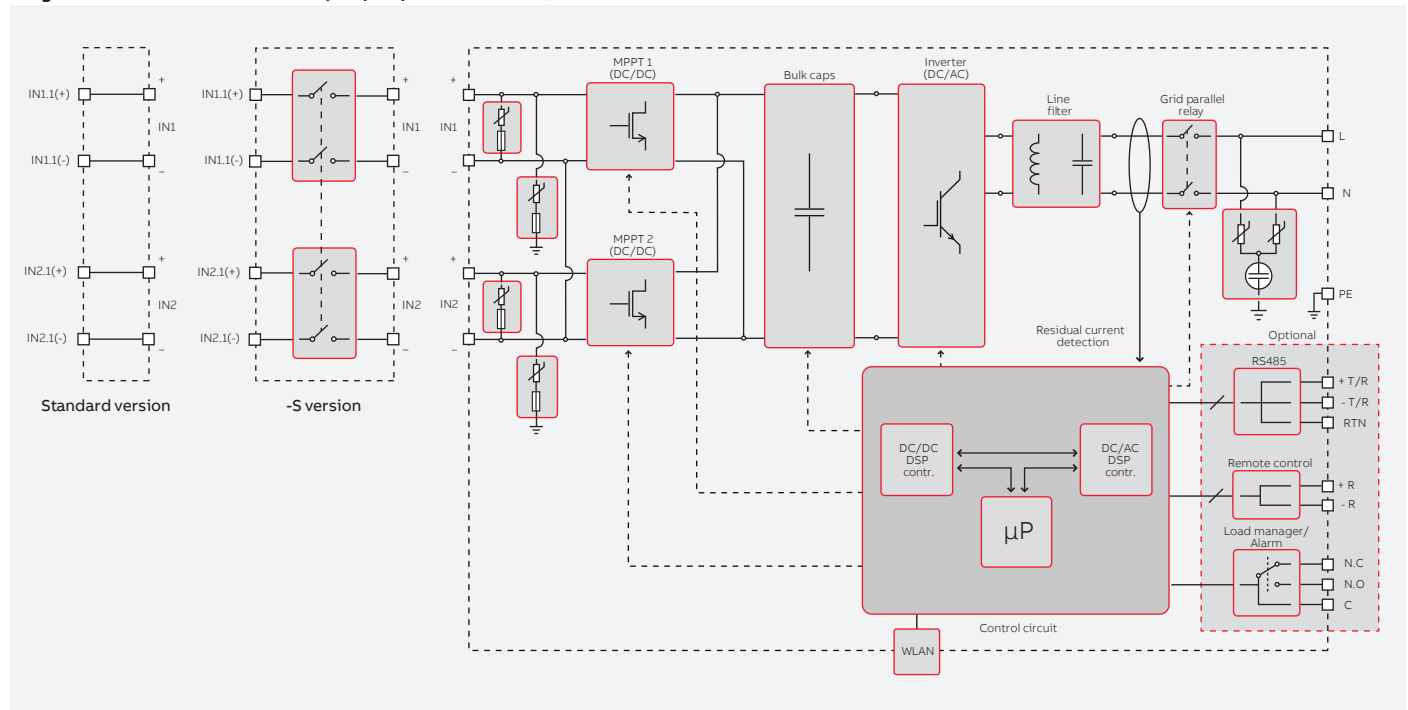 MPPT 1
(DC/DC)
Bulk caps
Inverter
(DC/AC)
Line
filter
Grid parallel
relay
IN1.1(+)
+
IN1
IN1.1(-)
−
IN2.1(+)
+
IN2
IN2.1(-)
−
Standard version
IN1.1(+)
+
IN1
IN1.1(-)
−
IN2.1(+)
+
IN2
IN2.1(-)
−
-S version
+
IN1
−
+
IN2
−
MPPT 2
(DC/DC)
L
N
PE
Residual current
detection
Optional
RS485
+ T/R
- T/R
RTN
Remote control
+ R
- R
Load manager/
Alarm
N.C
N.O
C
DC/DC
DSP
contr.
DC/AC
DSP
contr.
µP
Control circuit
WLAN